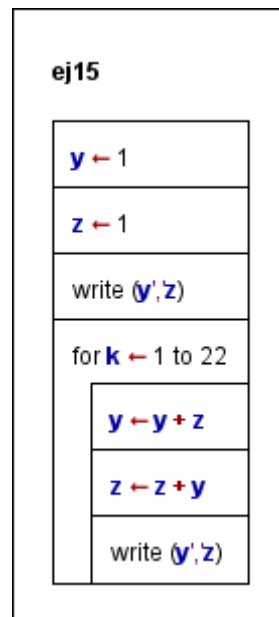 ej15
y ← 1
z ← 1
write (y','z)
for k ← 1 to 22
y ← y + z
z ← z + y
write (y','z)